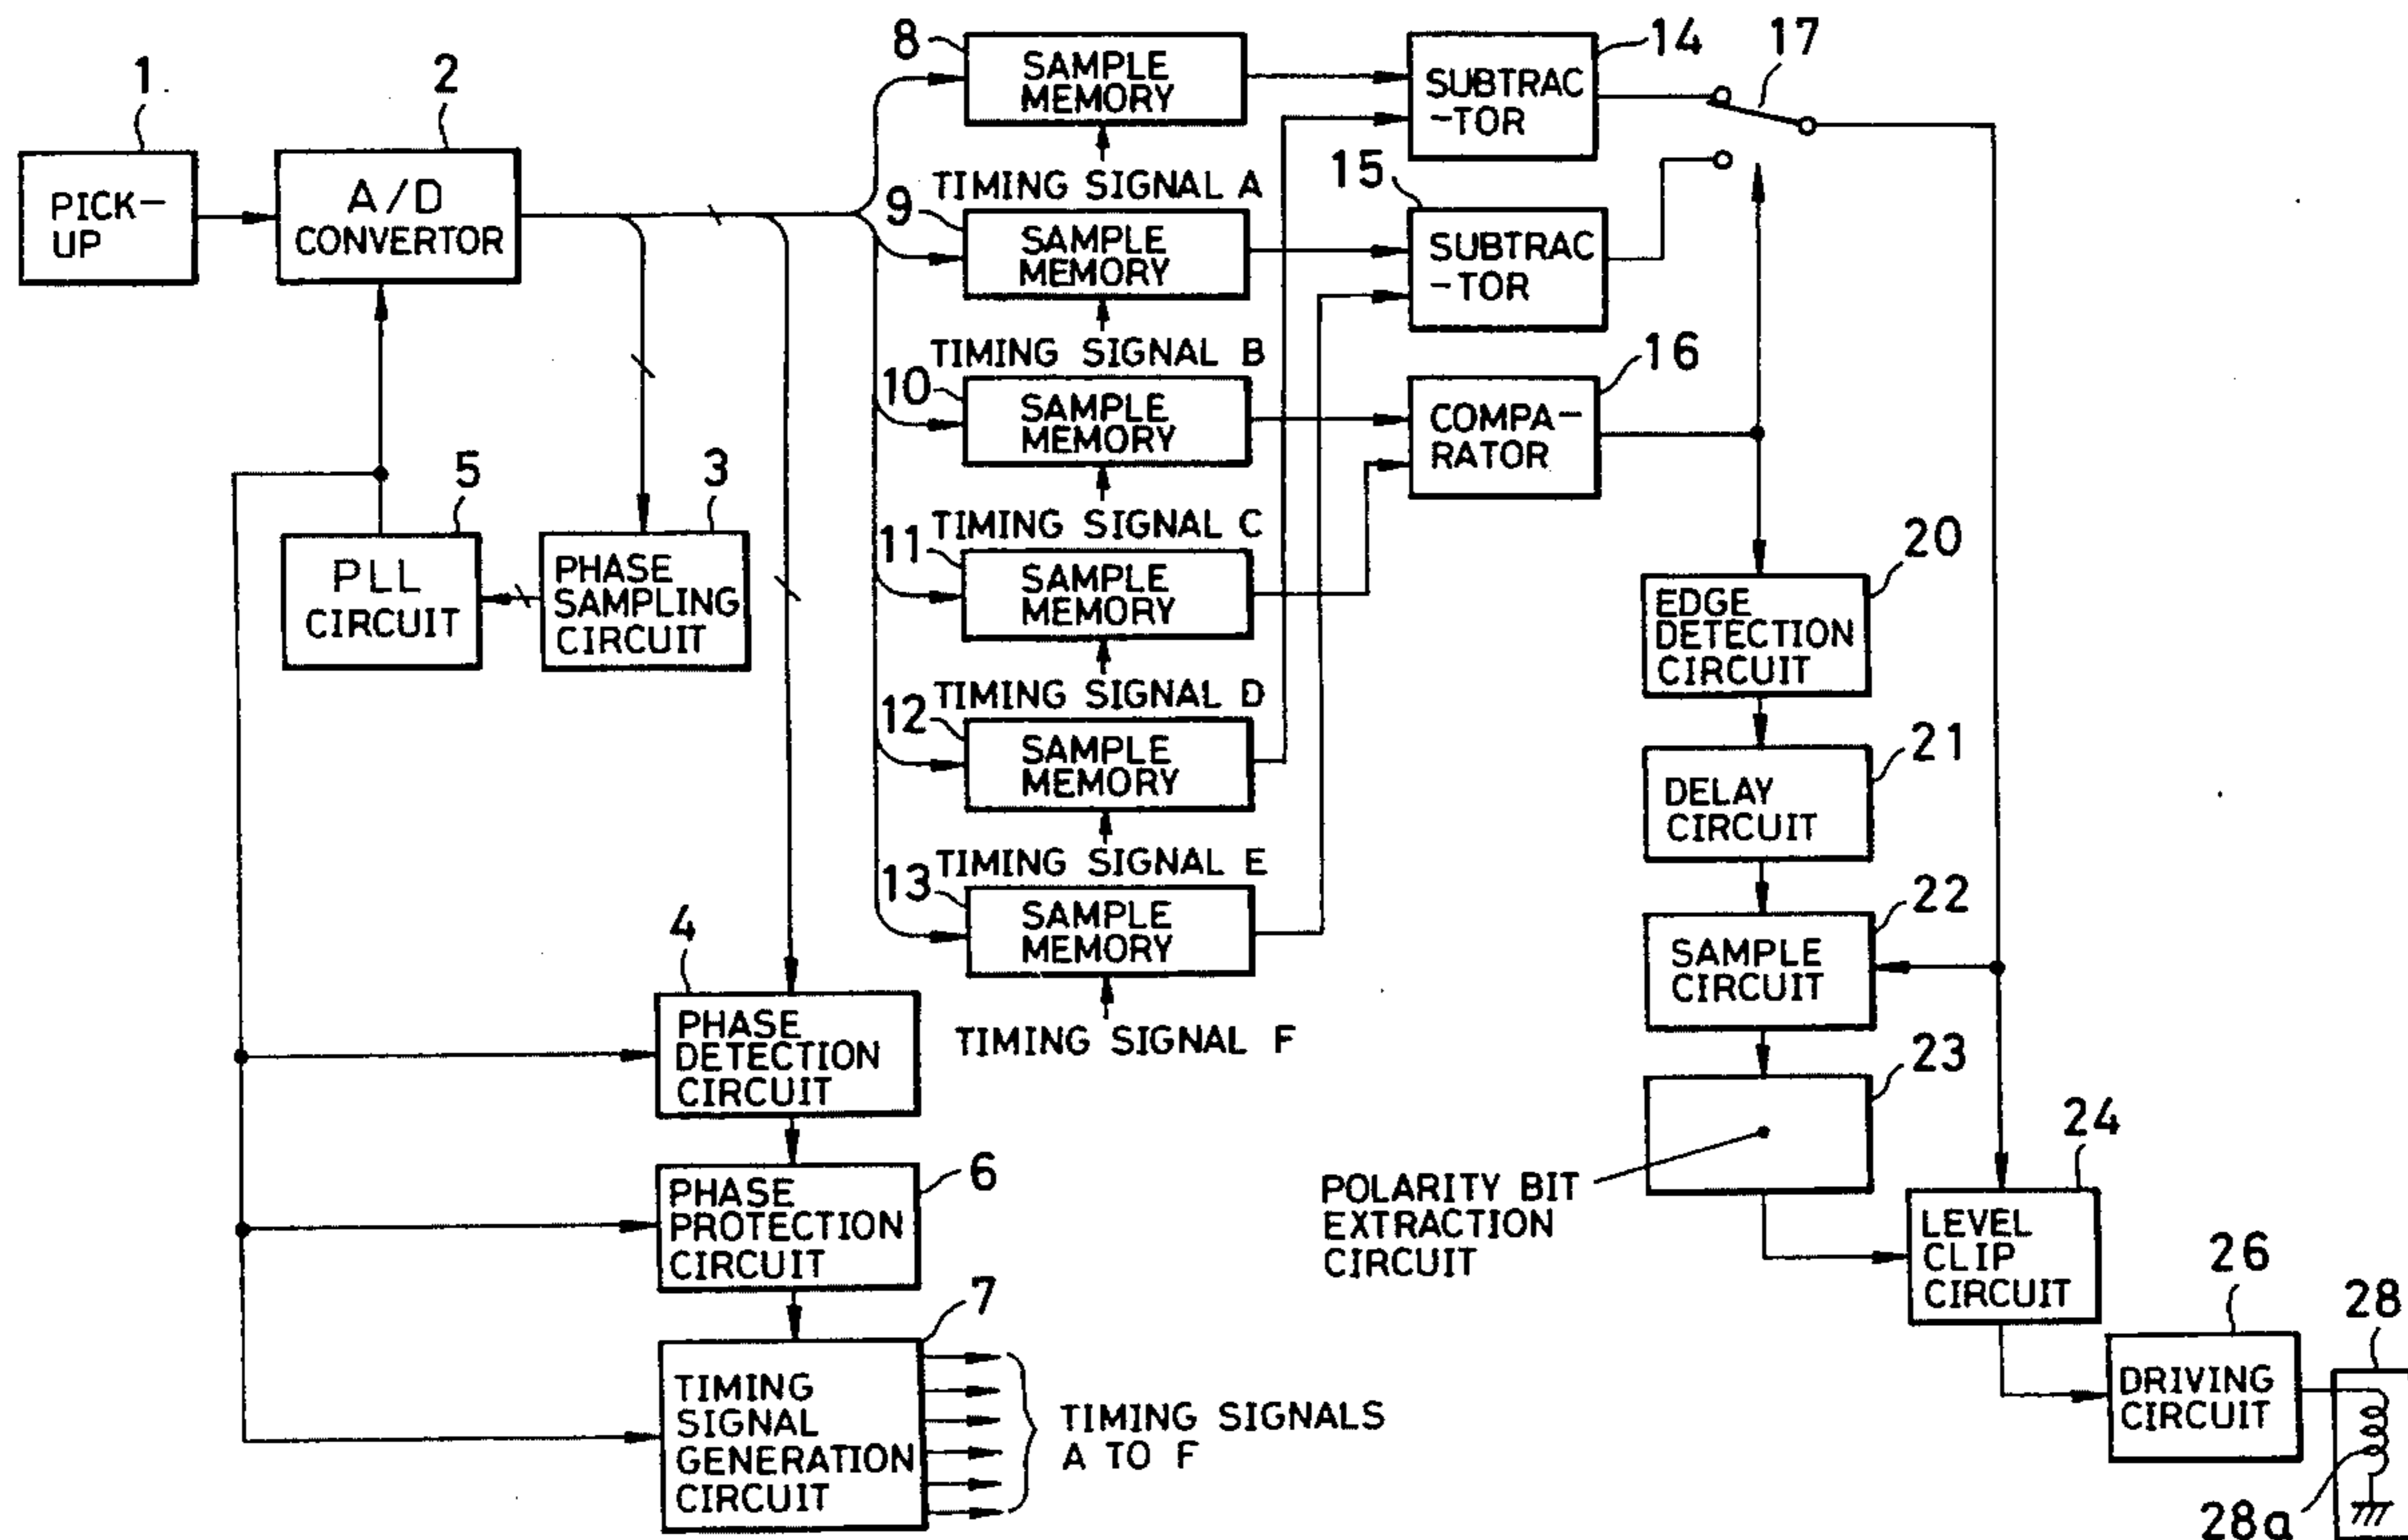 1
PICK-
UP
2
A/D
CONVERTOR
5
PLL
CIRCUIT
3
PHASE
SAMPLING
CIRCUIT
4
PHASE
DETECTION
CIRCUIT
6
PHASE
PROTECTION
CIRCUIT
7
TIMING
SIGNAL
GENERATION
CIRCUIT
TIMING SIGNALS
A TO F
8
SAMPLE
MEMORY
TIMING SIGNAL A
9
SAMPLE
MEMORY
TIMING SIGNAL B
10
SAMPLE
MEMORY
TIMING SIGNAL C
11
SAMPLE
MEMORY
TIMING SIGNAL D
12
SAMPLE
MEMORY
TIMING SIGNAL E
13
SAMPLE
MEMORY
TIMING SIGNAL F
14
SUBTRAC
-TOR
15
SUBTRAC
-TOR
16
COMPA-
RATOR
17
20
EDGE
DETECTION
CIRCUIT
21
DELAY
CIRCUIT
22
SAMPLE
CIRCUIT
23
POLARITY BIT
EXTRACTION
CIRCUIT
24
LEVEL
CLIP
CIRCUIT
26
DRIVING
CIRCUIT
28
28a